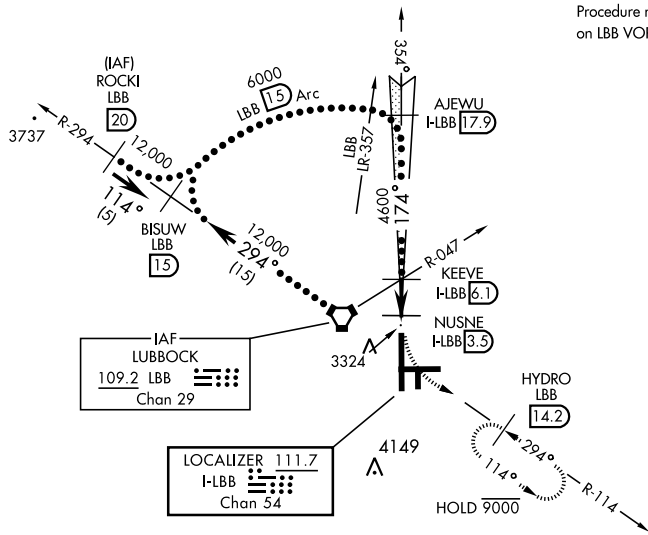 Procedure n
on LBB VOR
(IAF)
ROCKI
LBB
20
6000
LBB 15 Arc
354°
AJEWU
I-LBB 17.9
R-294
3737
12,000
LBB
LR-357
114°
(5)
BISUW
LBB
15
12,000
294°
(15)
4600
174°
R-047
KEEVE
I-LBB 6.1
NUSNE
I-LBB 3.5
3324
IAF
LUBBOCK
109.2 LBB
Chan 29
HYDRO
LBB
14.2
LOCALIZER 111.7
I-LBB
Chan 54
4149
294°
114°
HOLD 9000
R-114